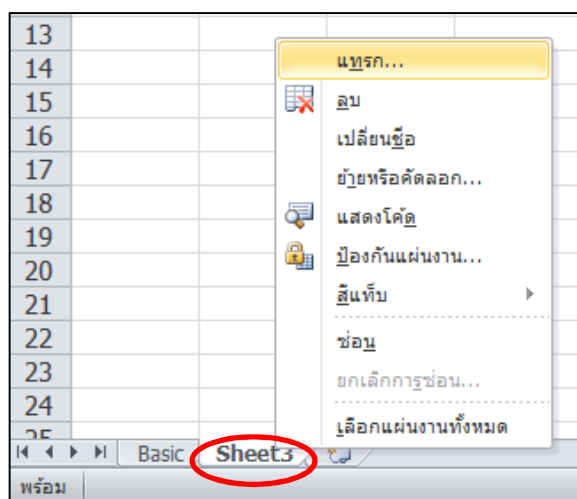 13
14
15
16
17
18
19
20
21
22
23
24
25
แทรก...
ลบ
เปลี่ยนชื่อ
ย้ายหรือคัดลอก...
แสดงโค้ด
ป้องกันแผ่นงาน...
สีแท็บ
ซ่อน
ยกเลิกการซ่อน...
เลือกแผ่นงานทั้งหมด
Basic Sheet3
พร้อม